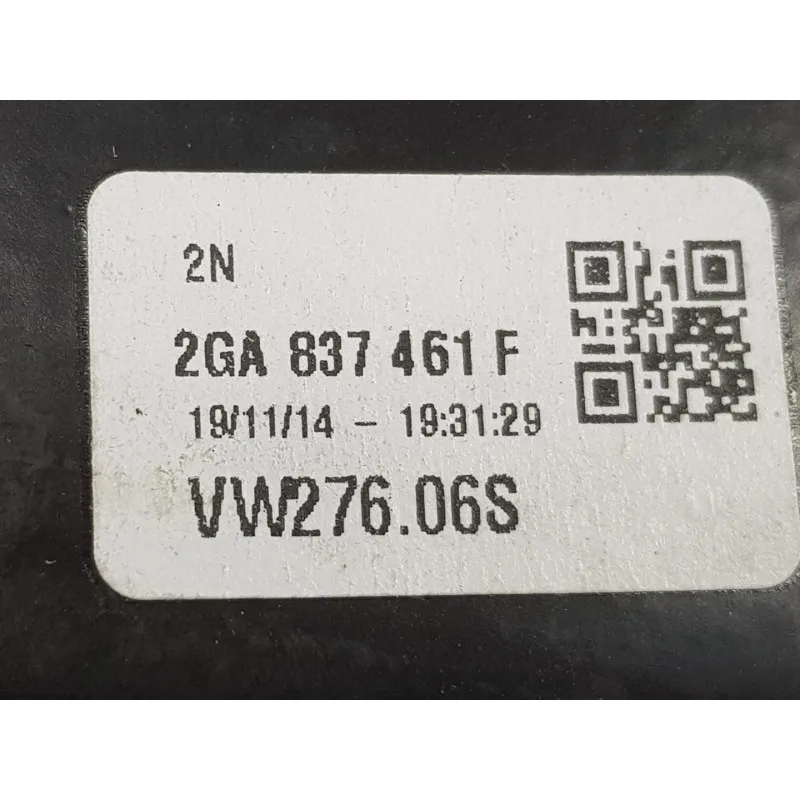 2N
2GA 837 461 F
19/11/14 - 19:31:29
VW276.06S